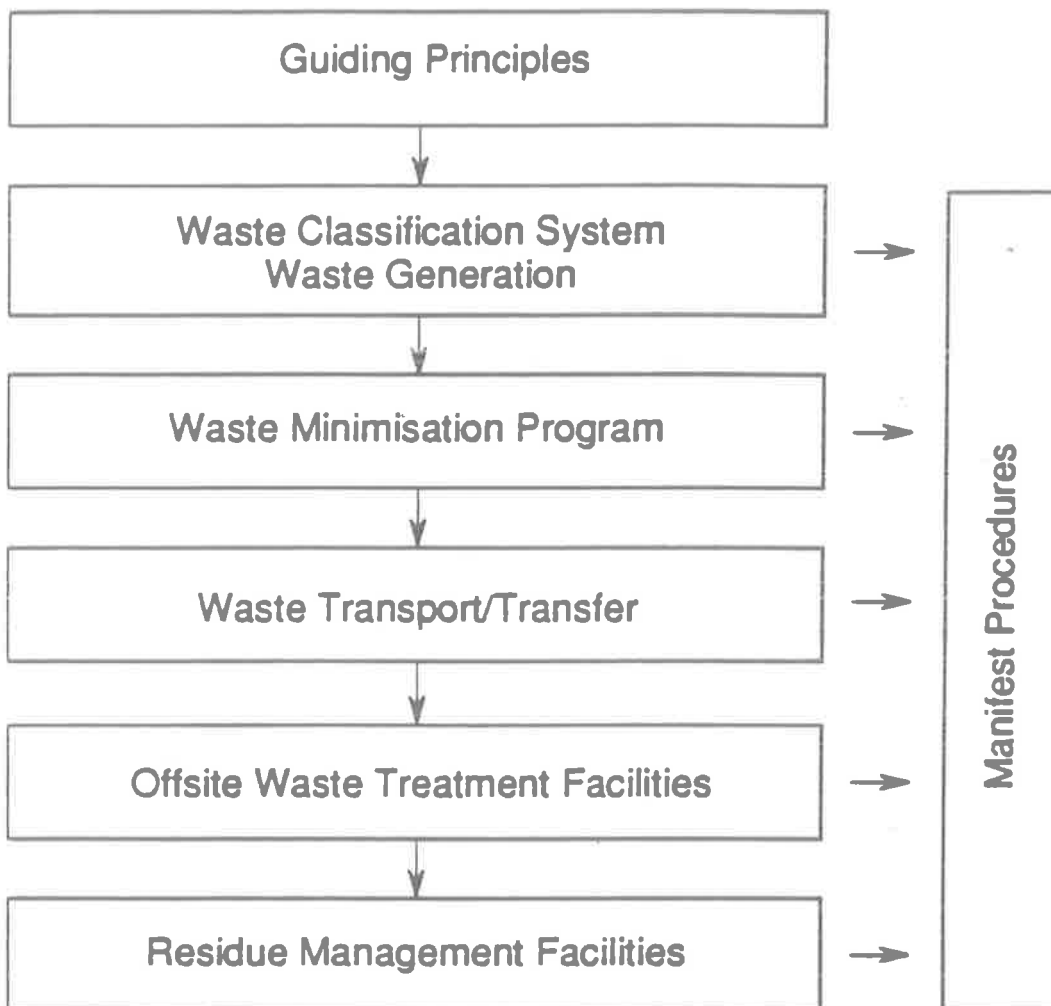 Guiding Principles
Waste Classification System
Waste Generation
Waste Minimisation Program
Waste Transport/Transfer
Offsite Waste Treatment Facilities
Residue Management Facilities
Manifest Procedures